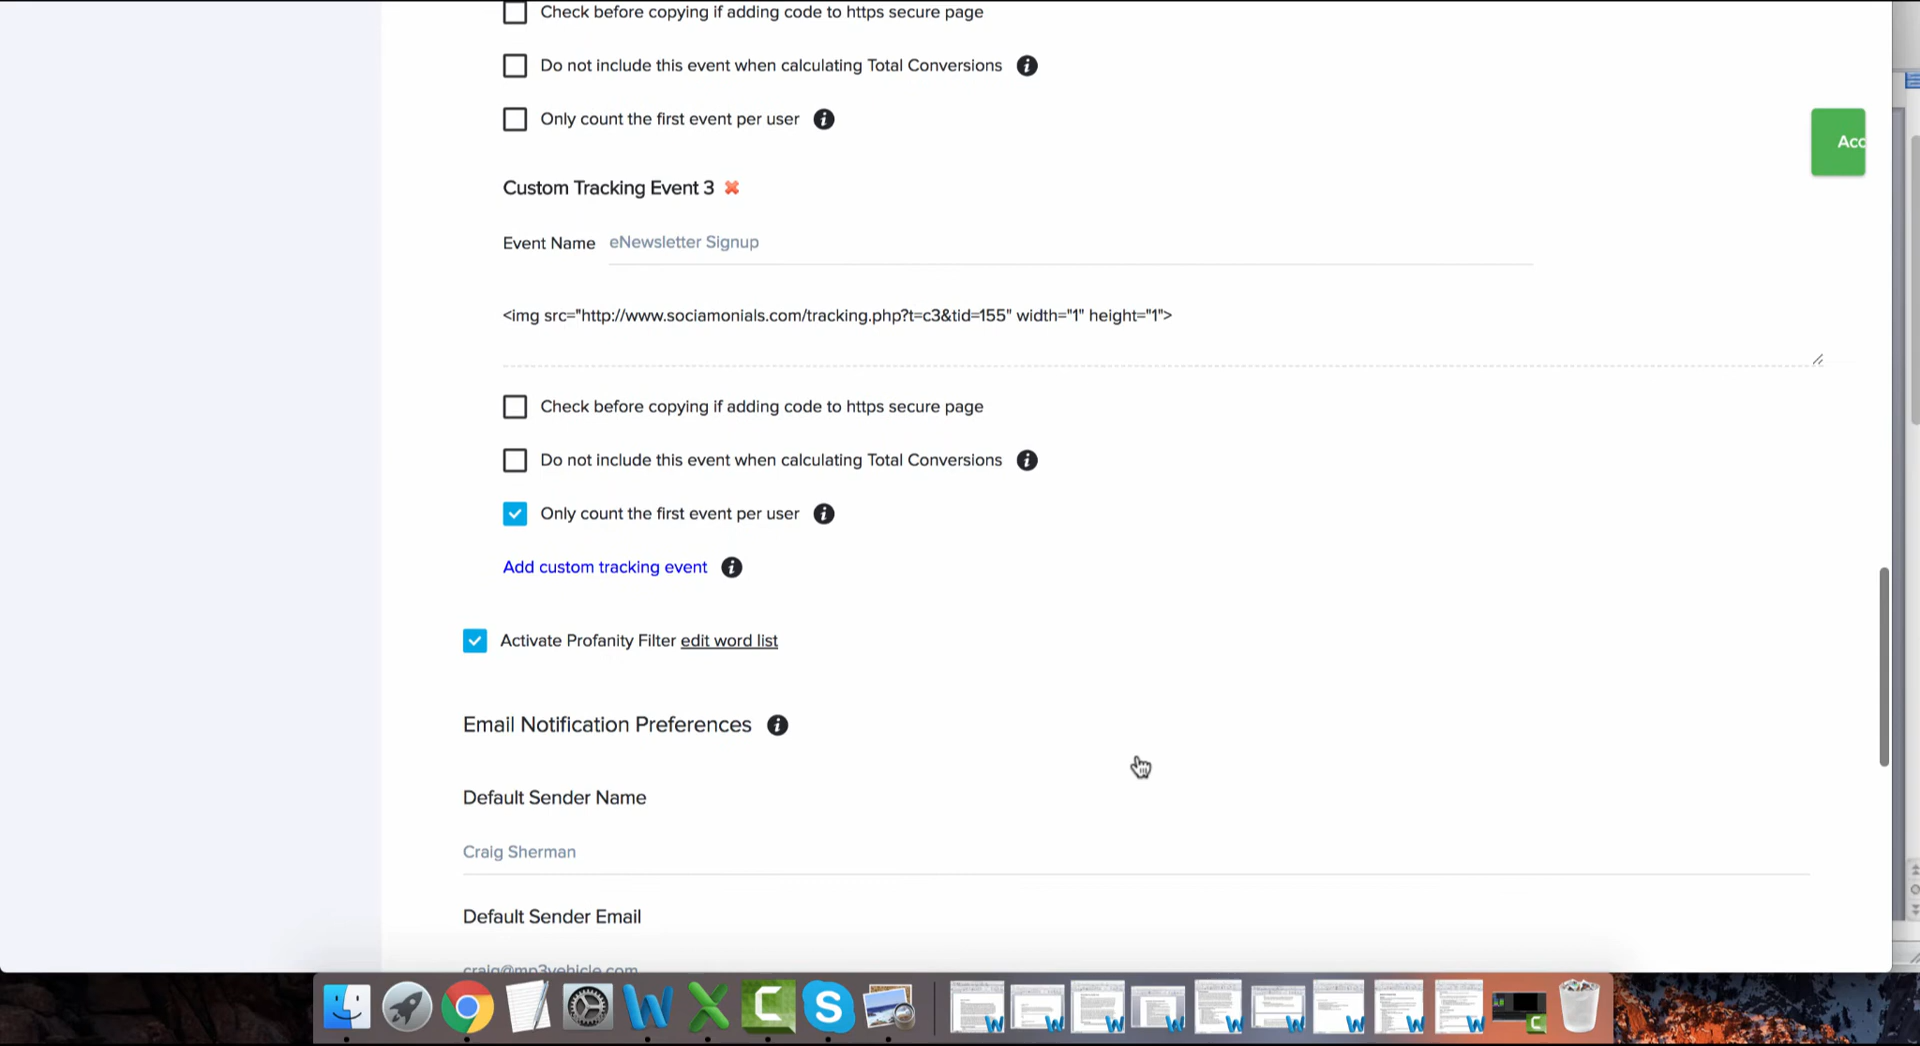 Check before copying if adding code to https secure page
Do not include this event when calculating Total Conversions
Only count the first event per user
Acc
Custom Tracking Event 3
Event Name eNewsletter Signup
<img src="http://www.sociamonials.com/tracking.php?t=c3&tid=155" width="1" height="1">
Check before copying if adding code to https secure page
Do not include this event when calculating Total Conversions
Only count the first event per user
Add custom tracking event
Activate Profanity Filter edit word list
Email Notification Preferences
Default Sender Name
Craig Sherman
Default Sender Email
craig@mp3vehicle.com